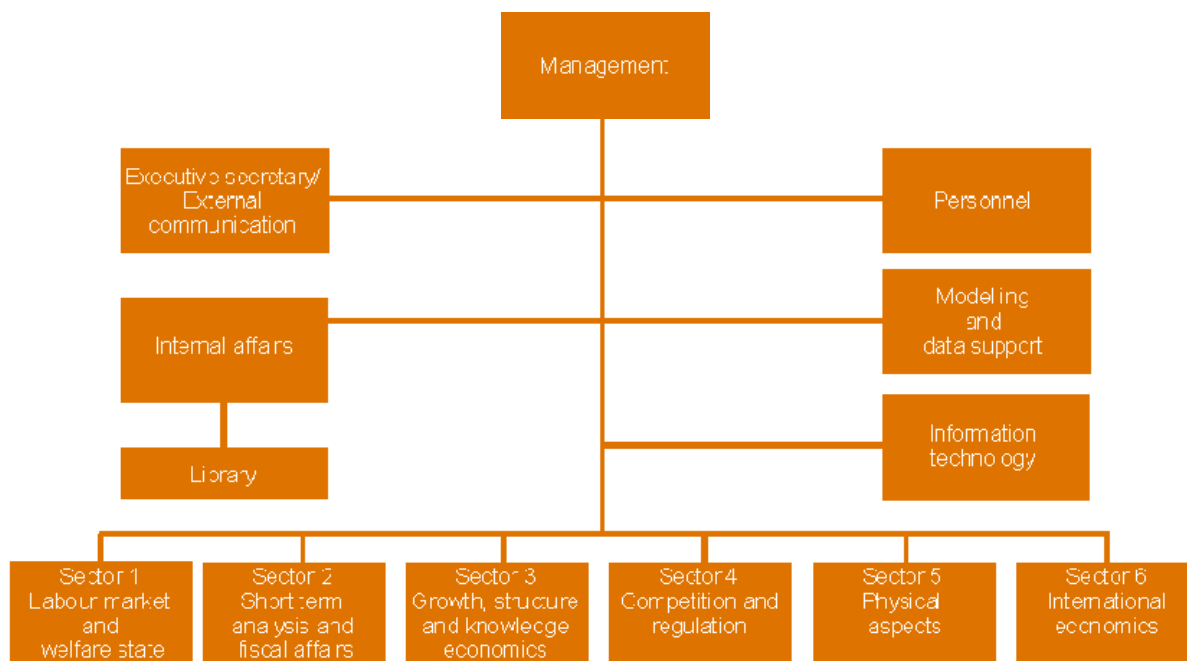 Management
Executive secretary/
External
communication
Personnel
Internal affairs
Modelling
and
data support
Library
Information
technology
Sector 1
Labour market
and
welfare state
Sector 2
Short term
analysis and
fiscal affairs
Sector 3
Growth, structure
and knowledge
economics
Sector 4
Competition and
regulation
Sector 5
Physical
aspects
Sector 6
International
economics